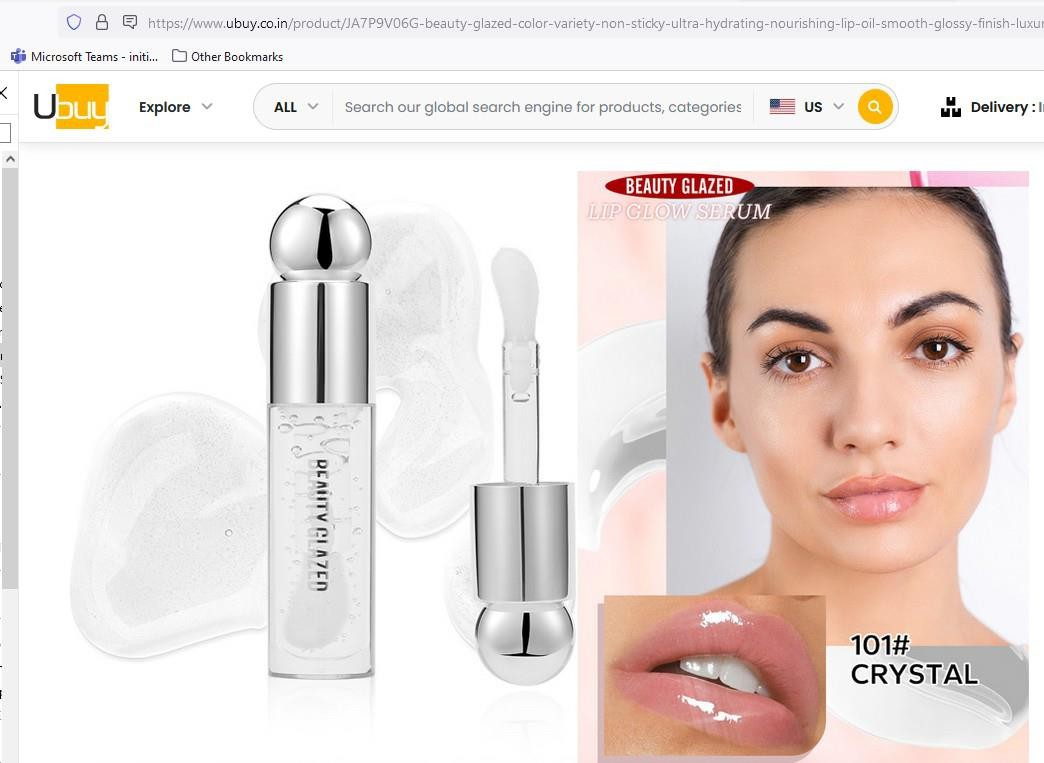 https://www.ubuy.co.in/product/JA7P9V06G-beauty-glazed-color-variety-non-sticky-ultra-hydrating-nourishing-lip-oil-smooth-glossy-finish-luxur
Microsoft Teams - initi...
Other Bookmarks
Ubuy
Explore
ALL
Search our global search engine for products, categories
US
Delivery :
BEAUTY GLAZED
LIP GLOW SERUM
BEAUTY GLAZED
101#
CRYSTAL